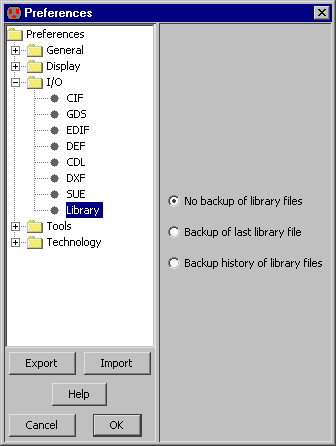 Preferences
Preferences
General
Display
I/O
CIF
GDS
EDIF
DEF
CDL
DXF
SUE
Library
Tools
Technology
No backup of library files
Backup of last library file
Backup history of library files
Export Import
Help
Cancel OK